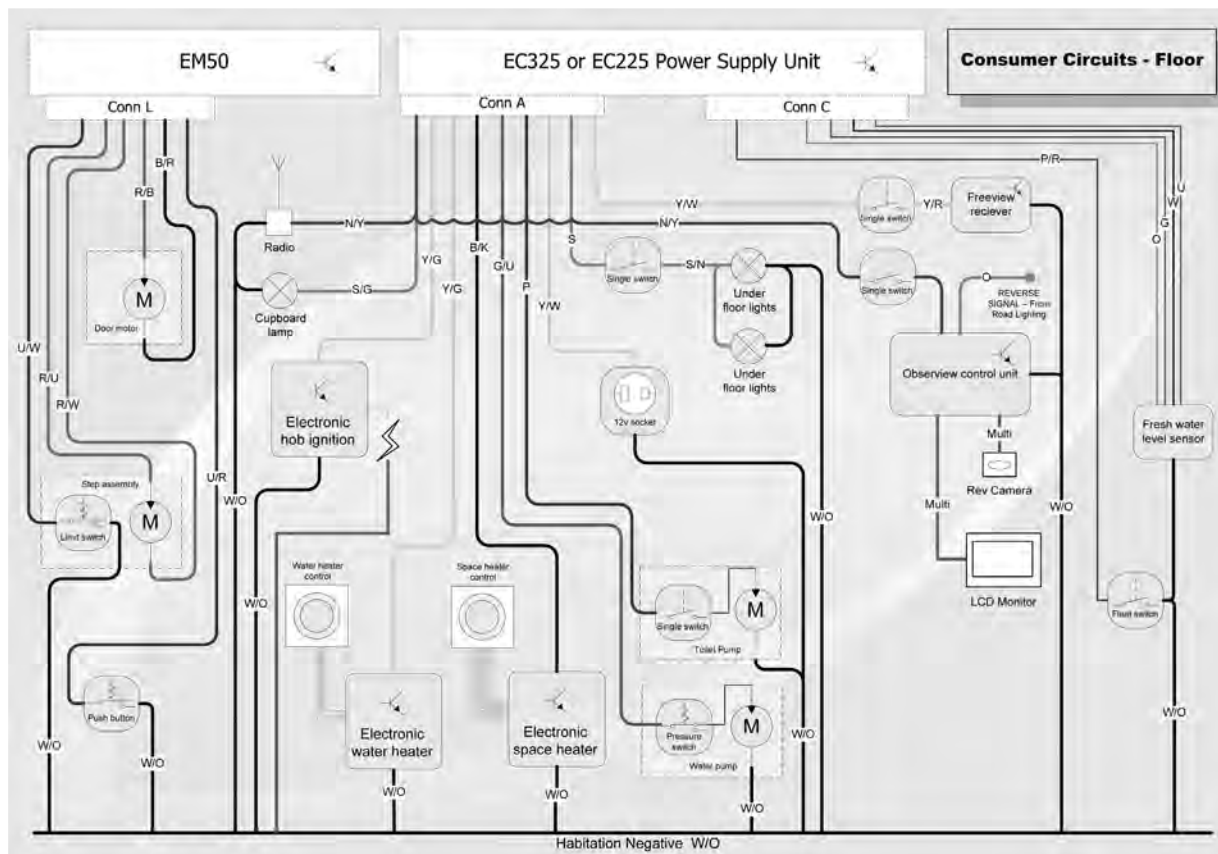 EM50
EC325 or EC225 Power Supply Unit
Consumer Circuits - Floor
Conn L
Conn A
Conn C
B/R
P/R
R/B
U
W
G
O
Y/W
Single switch
Y/R
Freeview
reciever
N/Y
N/Y
Radio
B/K
S
Y/G
Y/G
G/U
P
Single switch
S/N
Single switch
REVERSE
SIGNAL – From
Road Lighting
S/G
Y/W
Under
floor lights
Cupboard
lamp
M
Door motor
U/W
R/U
R/W
Under
floor lights
Observiw control unit
Electronic
hob ignition
12v socket
Fresh water
level sensor
Multi
Rev Camera
Step assembly
U/R
W/O
W/O
W/O
Multi
Limit switch
M
LCD Monitor
W/O
Water heater
control
Space heater
control
Single switch
M
Toilet Pump
Float switch
Push button
Electronic
water heater
Electronic
space heater
Pressure
switch
M
Water pump
W/O
W/O
W/O
W/O
W/O
W/O
W/O
Habitation Negative W/O